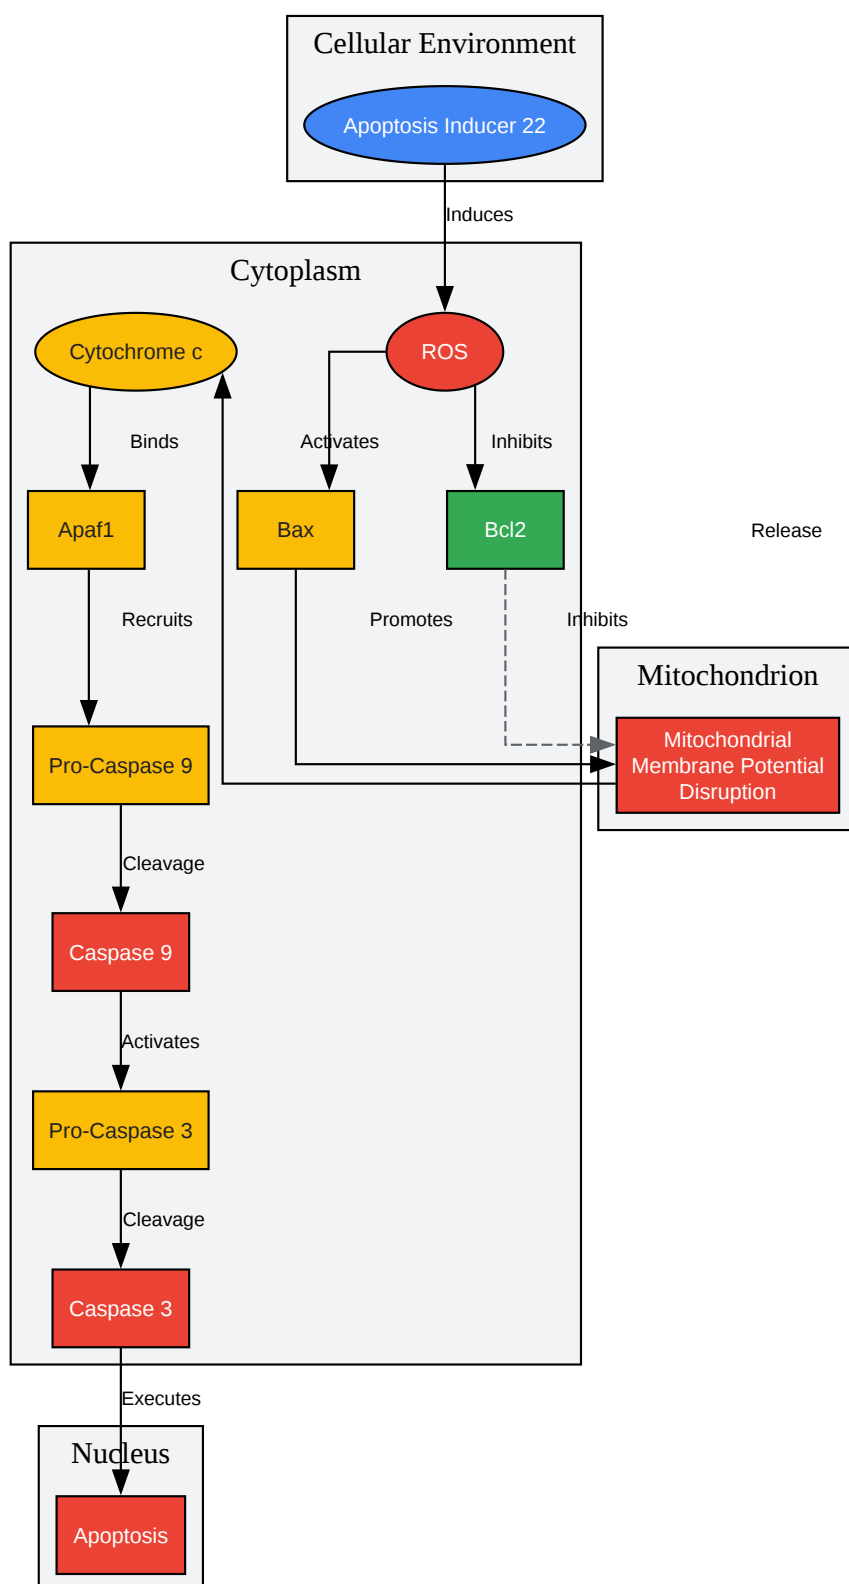 Cellular Environment
Apoptosis Inducer 22
Induces
Cytoplasm
Cytochrome c
ROS
Binds
Activates
Inhibits
Apaf1
Bax
Bcl2
Release
Recruits
Promotes
Inhibits
Mitochondrion
Mitochondrial
Membrane Potential
Disruption
Pro-Caspase 9
Cleavage
Caspase 9
Activates
Pro-Caspase 3
Cleavage
Caspase 3
Executes
Nucleus
Apoptosis